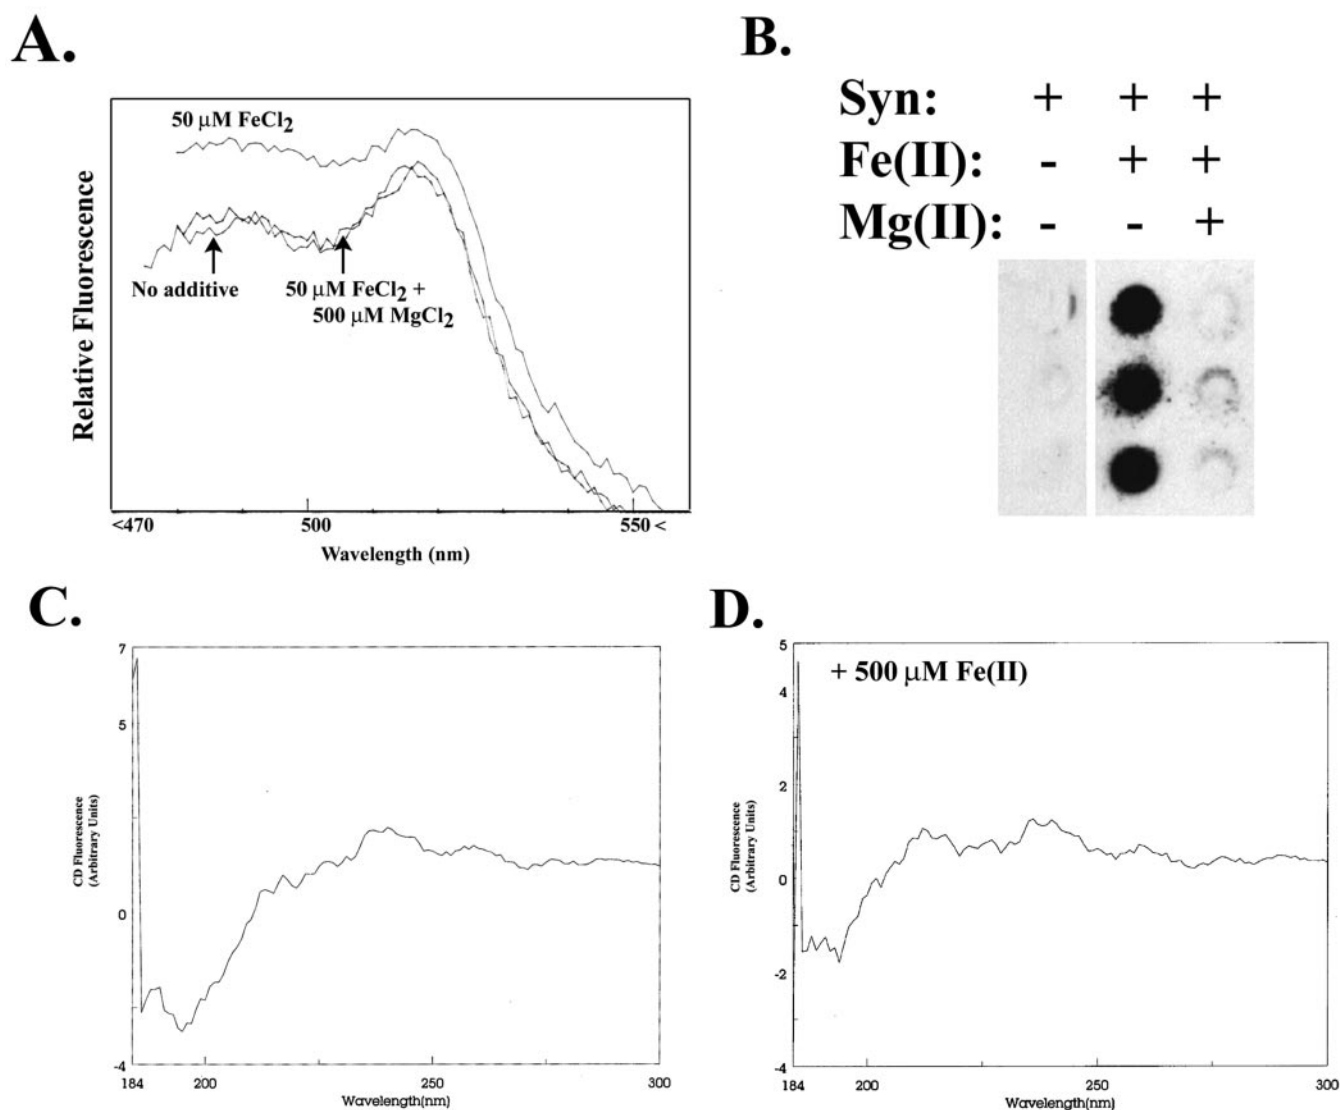 A.
50 μM FeCl2
No additive
50 μM FeCl2 +
500 μM MgCl2
Relative Fluorescence
<470 500 550 <
Wavelength (nm)
B.
Syn: + + +
Fe(II): - + +
Mg(II): - - +
C.
7
5
0
-4
CD Fluorescence
(Arbitrary Units)
184 200 250 300
Wavelength(nm)
D.
+ 500 μM Fe(II)
5
4
2
0
-2
-4
CD Fluorescence
(Arbitrary Units)
184 200 250 300
Wavelength(nm)